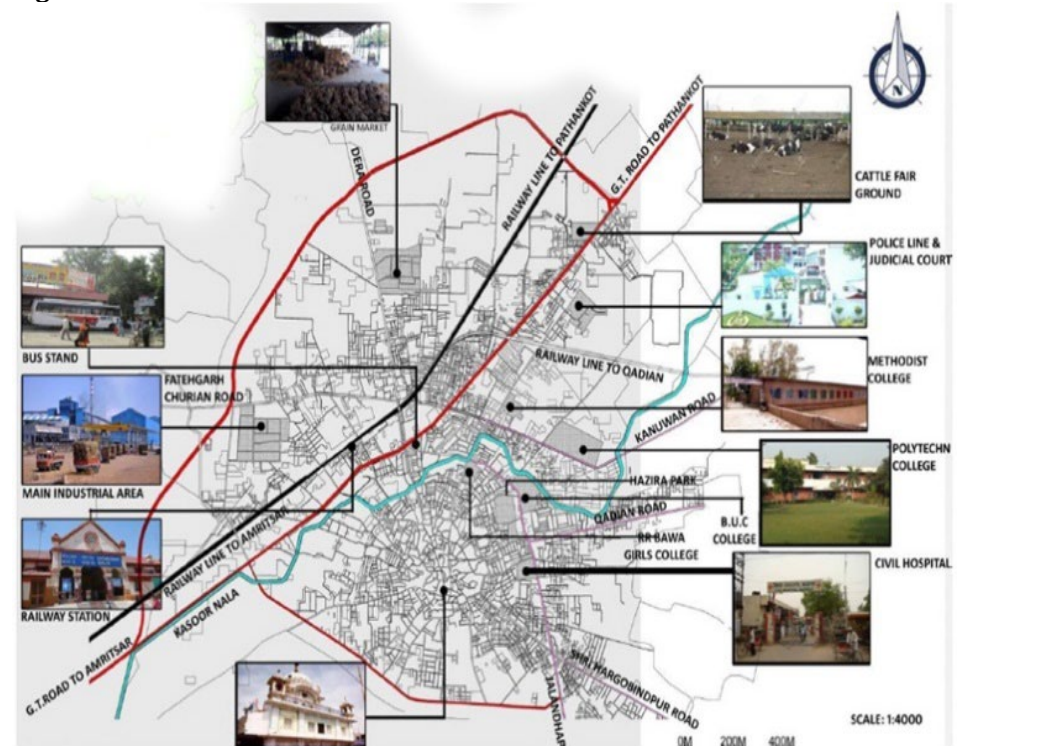 N
GRAIN MARKET
DERA ROAD
RAILWAY LINE TO PATHANKOT
G.T. ROAD TO PATHANKOT
CATTLE FAIR
GROUND
POLICE LINE &
JUDICIAL COURT
BUS STAND
RAILWAY LINE TO QADIAN
METHODIST
COLLEGE
FATEHGARH
CHURIAN ROAD
KANUWAN ROAD
POLYTECHN
COLLEGE
MAIN INDUSTRIAL AREA
HAZIRA PARK
QADIAN ROAD
B.U.C
COLLEGE
RR BAWA
GIRLS COLLEGE
RAILWAY LINE TO AMRITSAR
CIVIL HOSPITAL
RAILWAY STATION
KASOOR NALA
G.T.ROAD TO AMRITSAR
SHRI HARGOBINDPUR ROAD
JALANDHAR
SCALE: 1:4000
0M 200M 400M